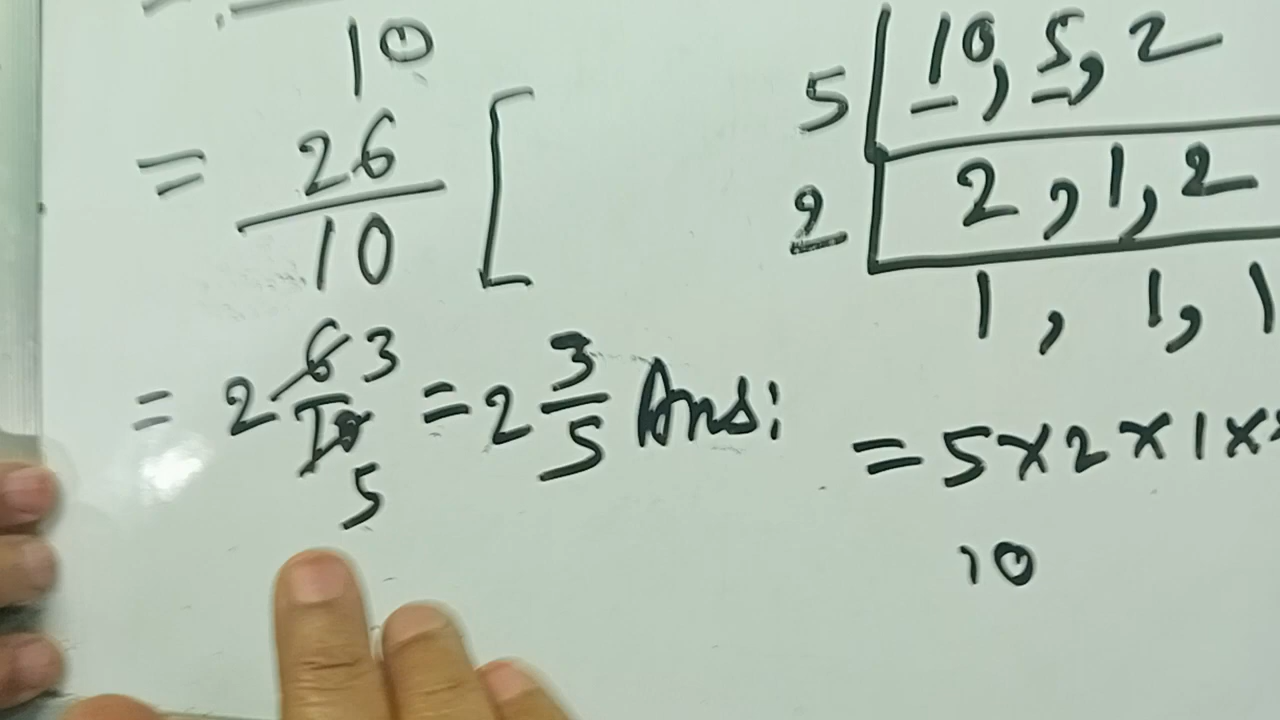 10
= 26/10 [
= 2 6/10 3 5 = 2 3/5 Ans:
5 | 10, 5, 2
2 | 2, 1, 2
1, 1, 1
= 5 × 2 × 1 ×
10